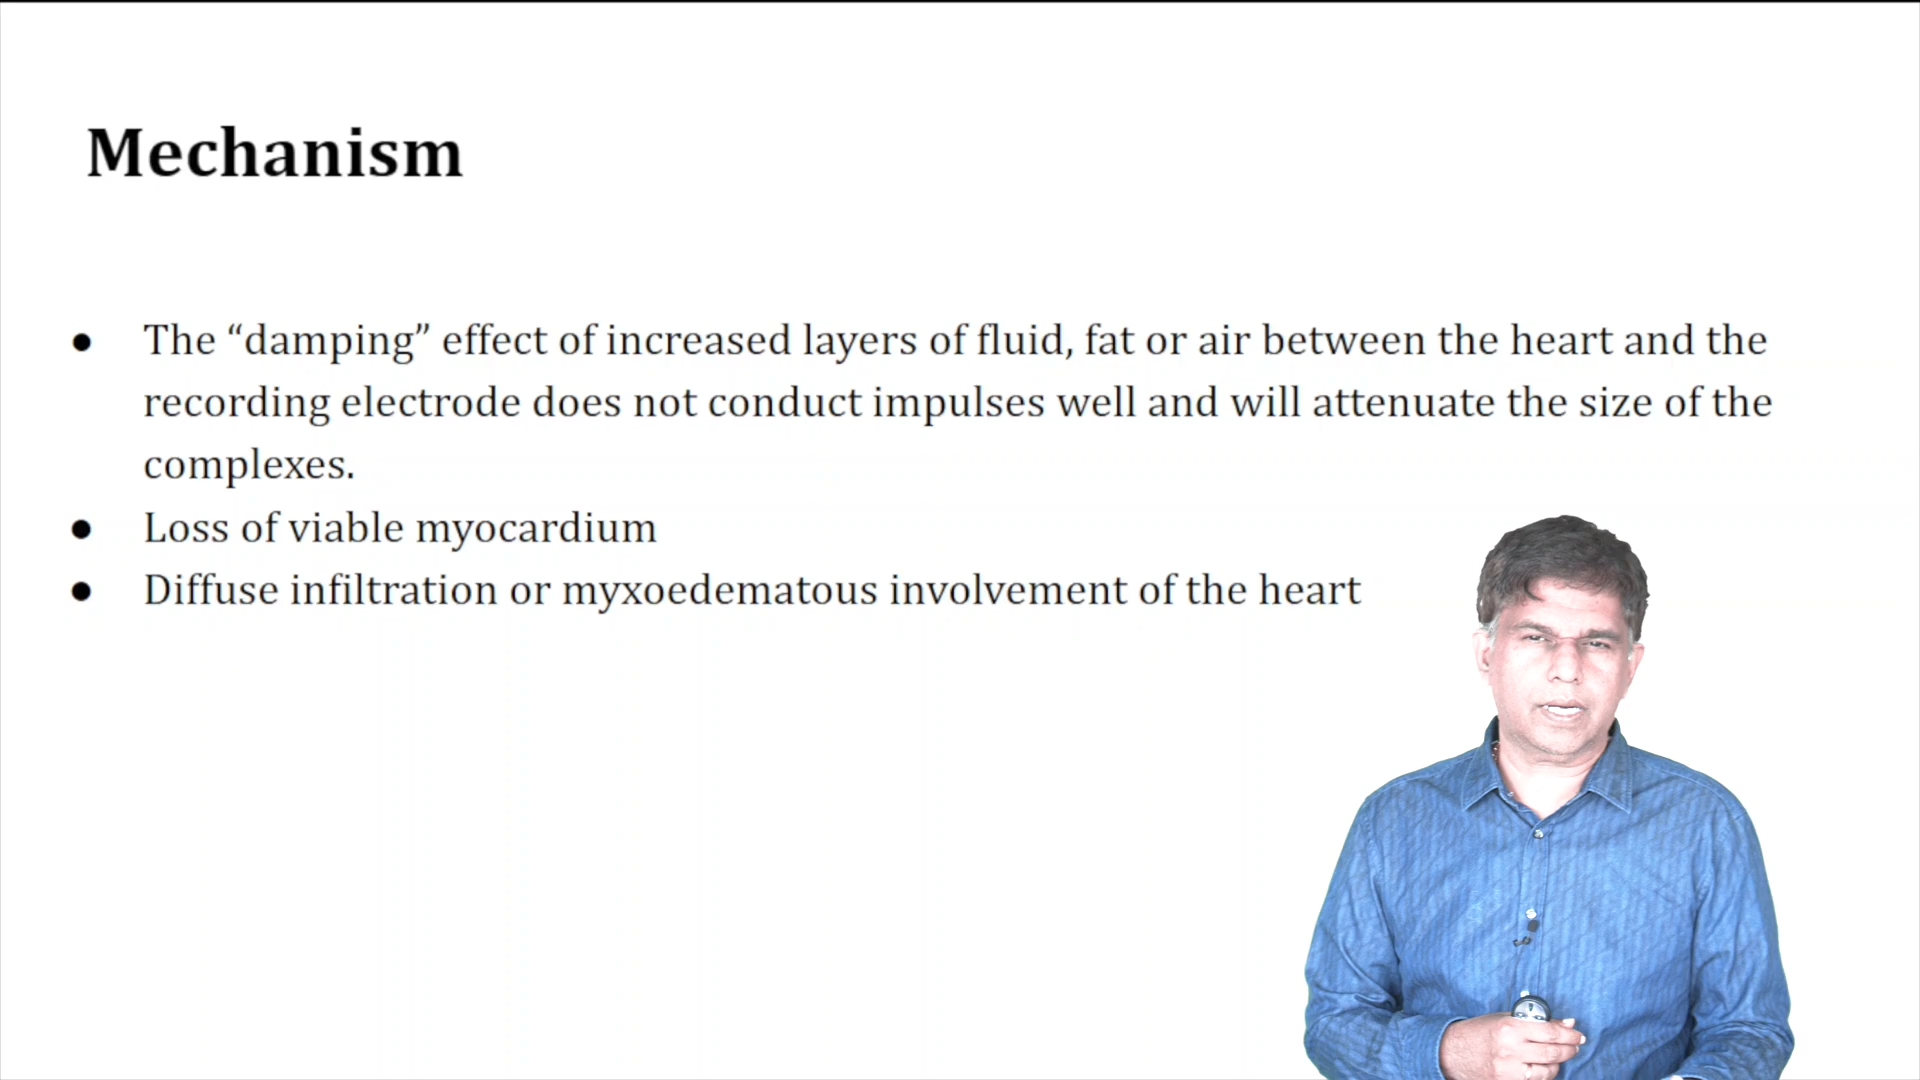 Mechanism
● The “damping” effect of increased layers of fluid, fat or air between the heart and the
recording electrode does not conduct impulses well and will attenuate the size of the
complexes.
● Loss of viable myocardium
● Diffuse infiltration or myxoedematous involvement of the heart